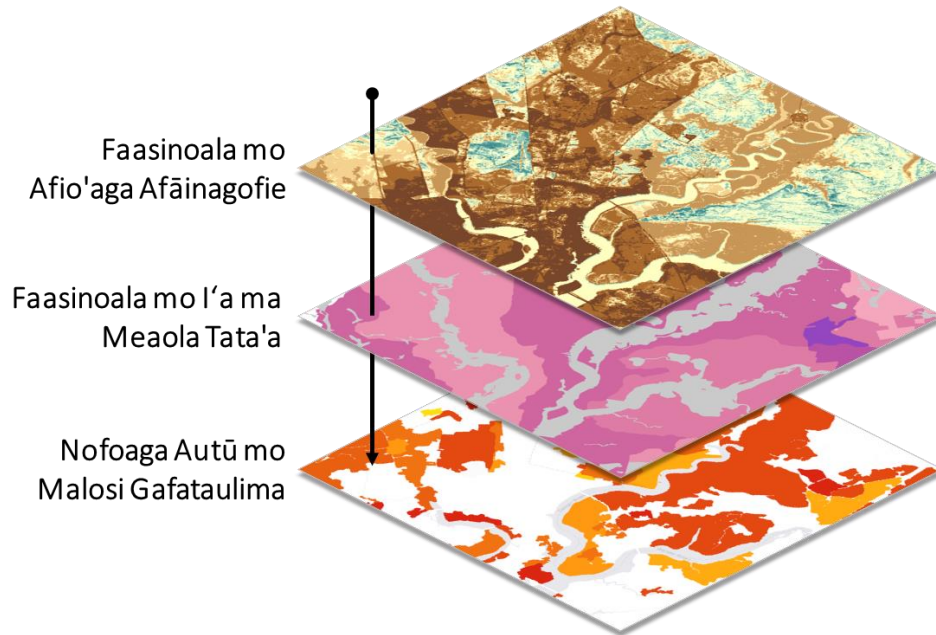 Faasinoala mo
Afio'aga Afāinagofie
Faasinoala mo I‘a ma
Meaola Tata'a
Nofoaga Autū mo
Malosi Gafataulima